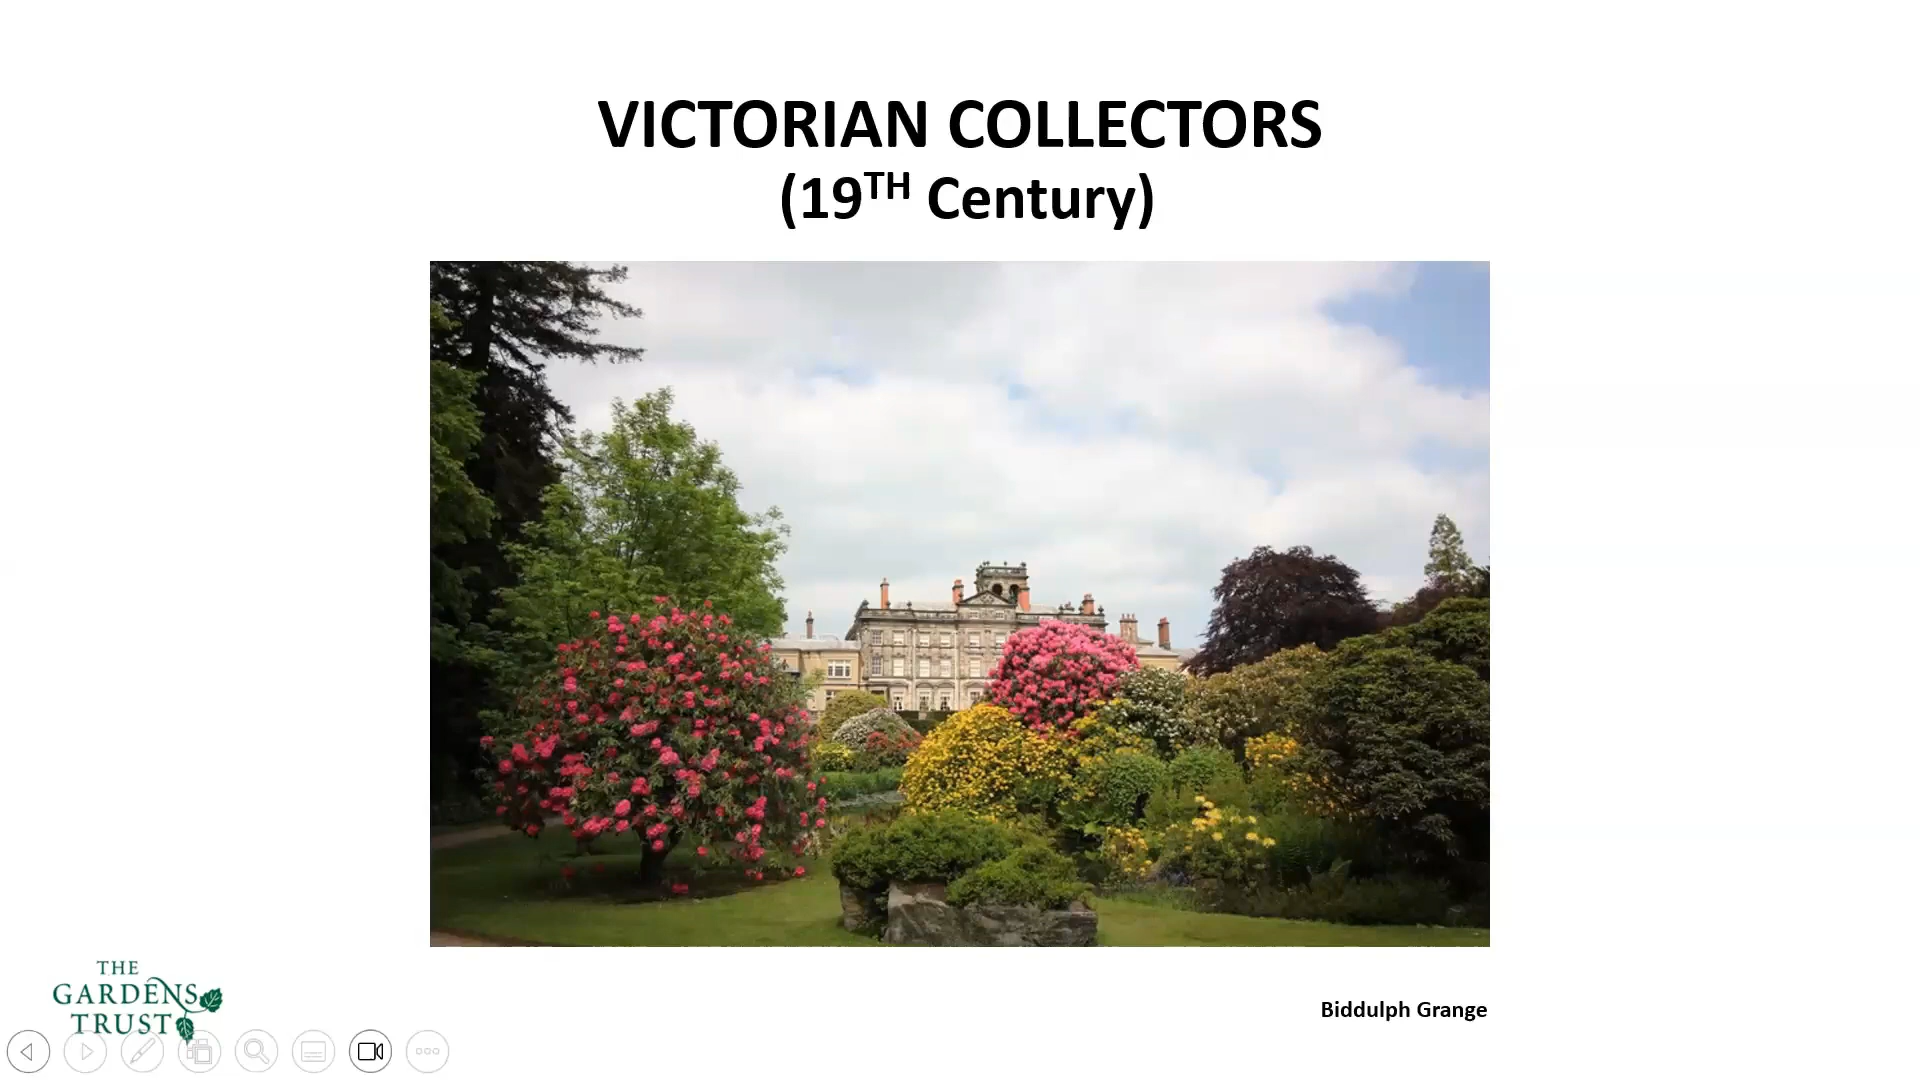 VICTORIAN COLLECTORS
(19TH Century)
THE
GARDENS
TRUST
Biddulph Grange